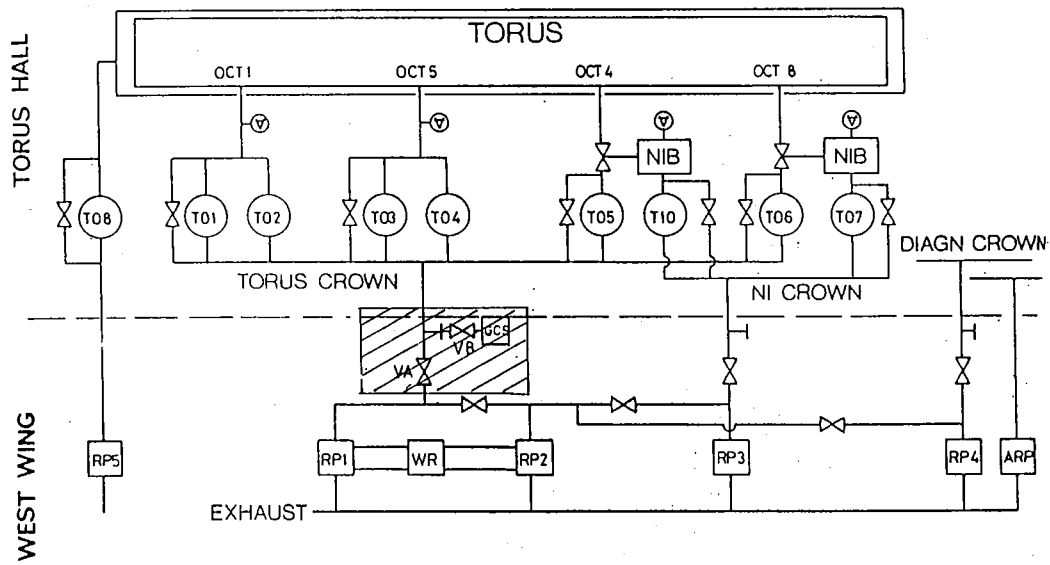 TORUS HALL
TORUS
OCT 1
OCT 5
OCT 4
OCT 8
NIB
NIB
T08
T01
T02
T03
T04
T05
T10
T06
T07
TORUS CROWN
NI CROWN
DIAGN CROWN
VB
GCS
VA
WEST WING
RP5
RP1
WR
RP2
RP3
RP4
ARP
EXHAUST